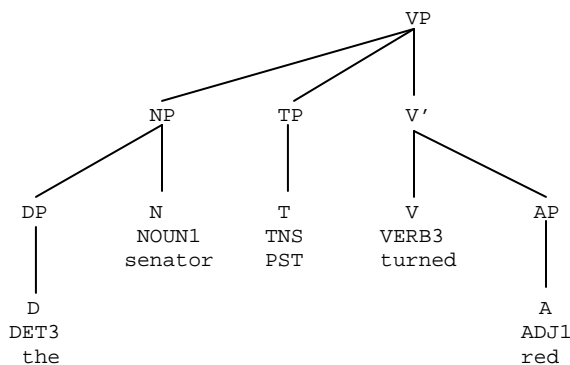 VP
NP TP V’
DP N T V AP
NOUN1 TNS VERB3
senator PST turned
D A
DET3 ADJ1
the red